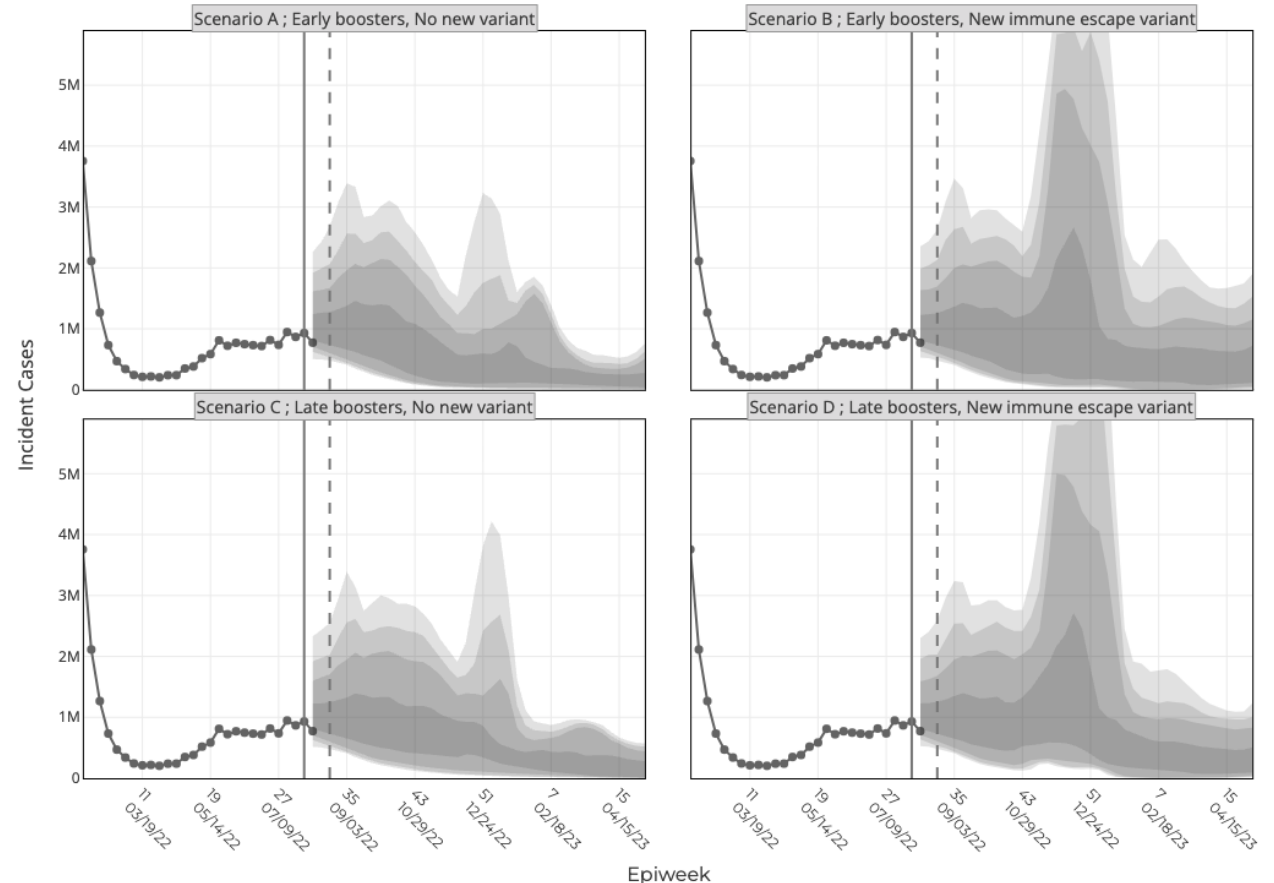 Scenario A ; Early boosters, No new variant
Scenario B ; Early boosters, New immune escape variant
5M
4M
3M
2M
1M
0
Scenario C ; Late boosters, No new variant
Scenario D ; Late boosters, New immune escape variant
Incident Cases
5M
4M
3M
2M
1M
0
11
03/19/22
19
05/14/22
27
07/09/22
35
09/03/22
43
10/29/22
51
12/24/22
7
02/18/23
15
04/15/23
11
03/19/22
19
05/14/22
27
07/09/22
35
09/03/22
43
10/29/22
51
12/24/22
7
02/18/23
15
04/15/23
Epiweek